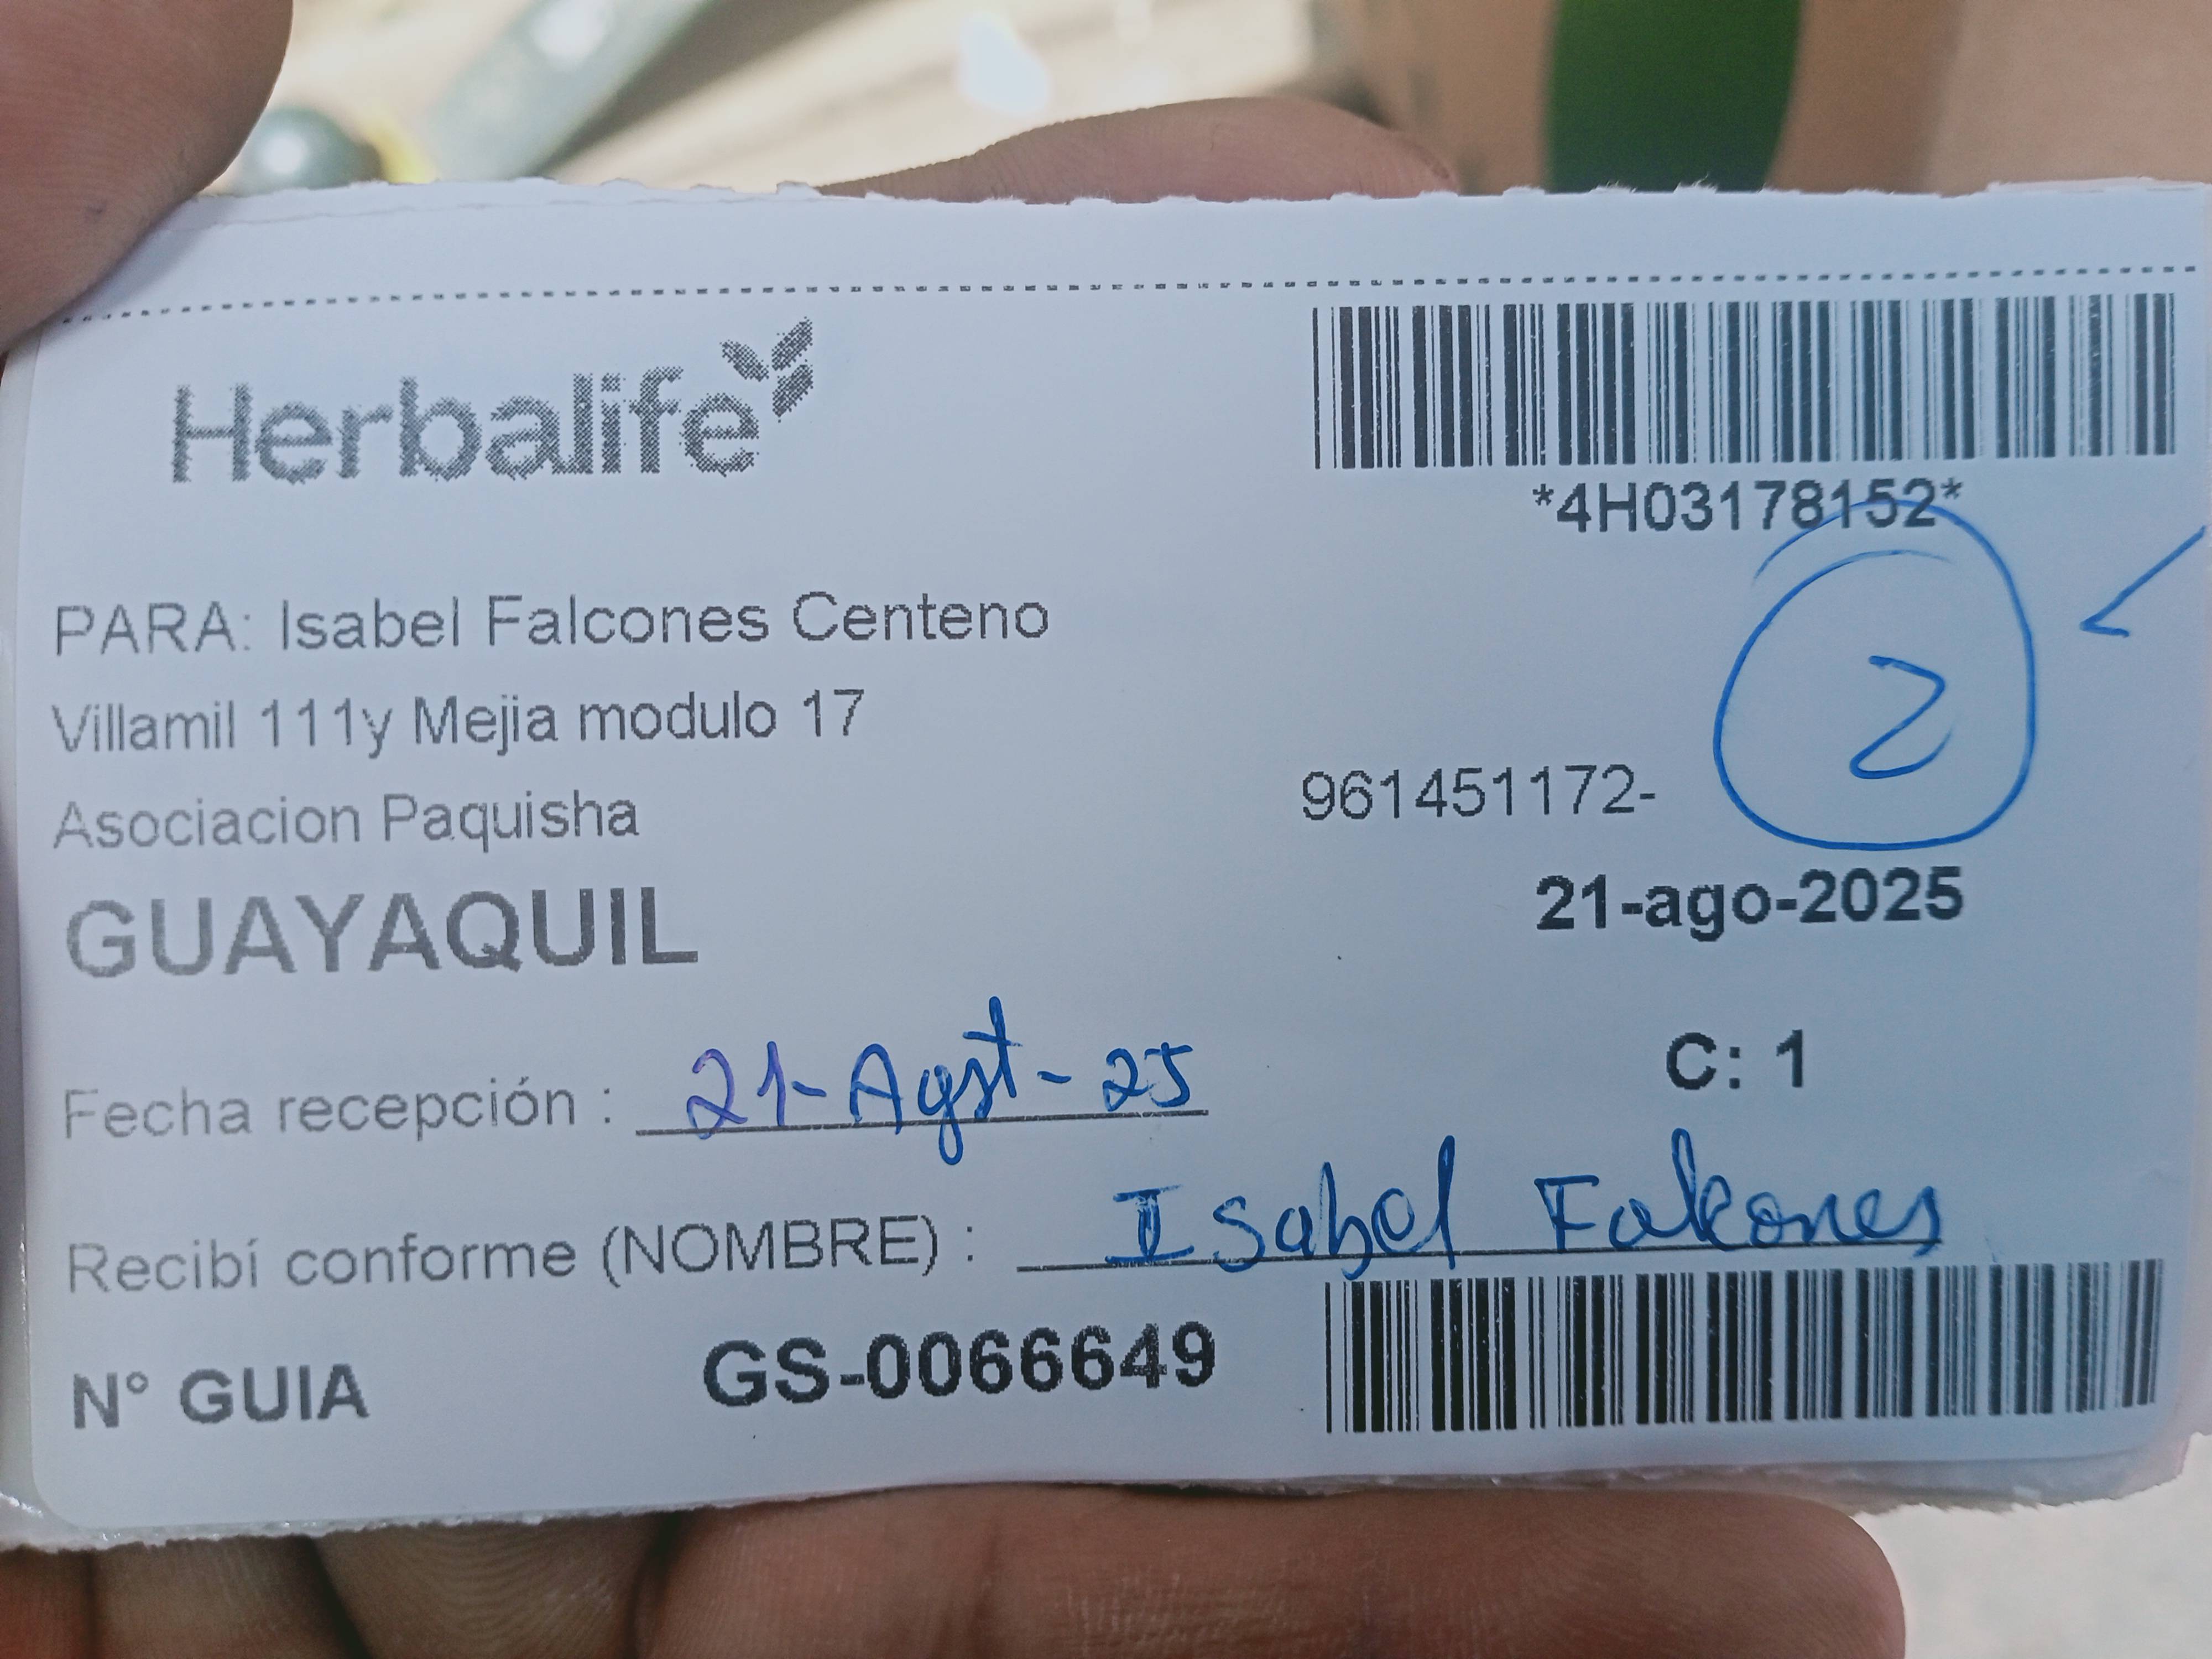 Herbalife
*4H03178152*
PARA: Isabel Falcones Centeno
Villamil 111y Mejia modulo 17
2
961451172-
Asociacion Paquisha
GUAYAQUIL
21-ago-2025
C: 1
Fecha recepción : 21-Agst-25
Recibí conforme (NOMBRE) : Isabel Falcones
N° GUIA GS-0066649